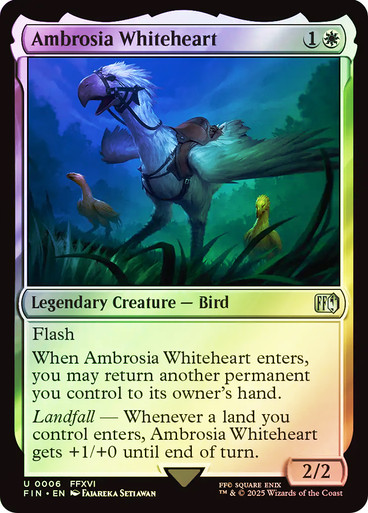 Ambrosia Whiteheart 1
Legendary Creature — Bird FFC
Flash
When Ambrosia Whiteheart enters,
you may return another permanent
you control to its owner's hand.
Landfall — Whenever a land you
control enters, Ambrosia Whiteheart
gets +1/+0 until end of turn.
2/2
U 0006 FFXVI
FIN • EN Fajareka Setiawan
FF© SQUARE ENIX
™ & © 2025 Wizards of the Coast